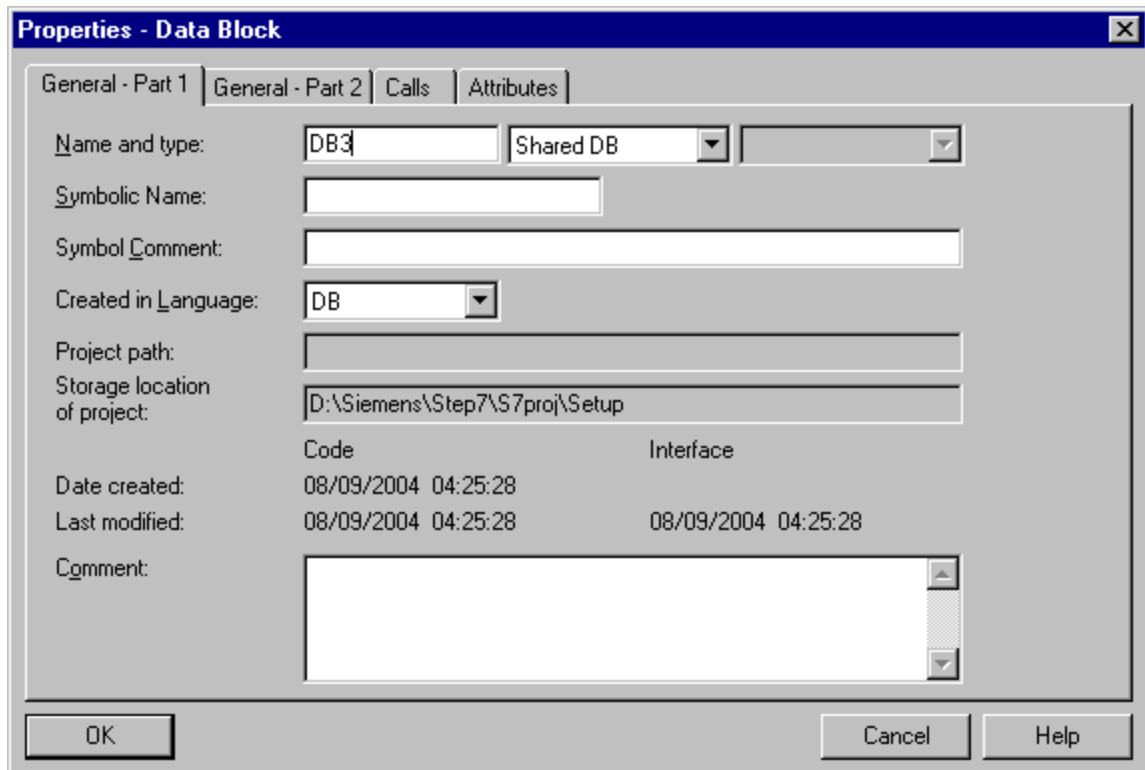 Properties - Data Block
General - Part 1 General - Part 2 Calls Attributes
Name and type: DB3 Shared DB
Symbolic Name:
Symbol Comment:
Created in Language: DB
Project path:
Storage location
of project: D:\Siemens\Step7\S7proj\Setup
Code Interface
Date created: 08/09/2004 04:25:28
Last modified: 08/09/2004 04:25:28 08/09/2004 04:25:28
Comment:
OK Cancel Help